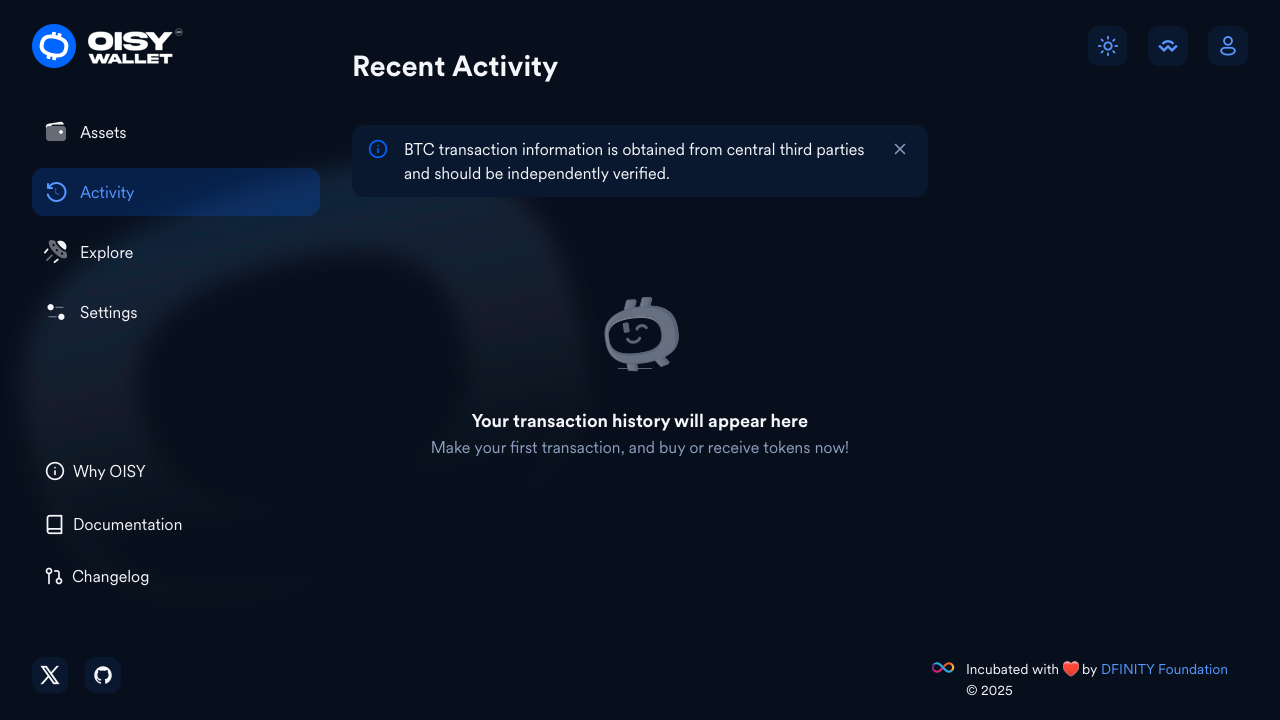 OISY
WALLET
Recent Activity
Assets
BTC transaction information is obtained from central third parties
and should be independently verified.
Activity
Explore
Settings
Your transaction history will appear here
Make your first transaction, and buy or receive tokens now!
Why OISY
Documentation
Changelog
Incubated with ❤️ by DFINITY Foundation
© 2025